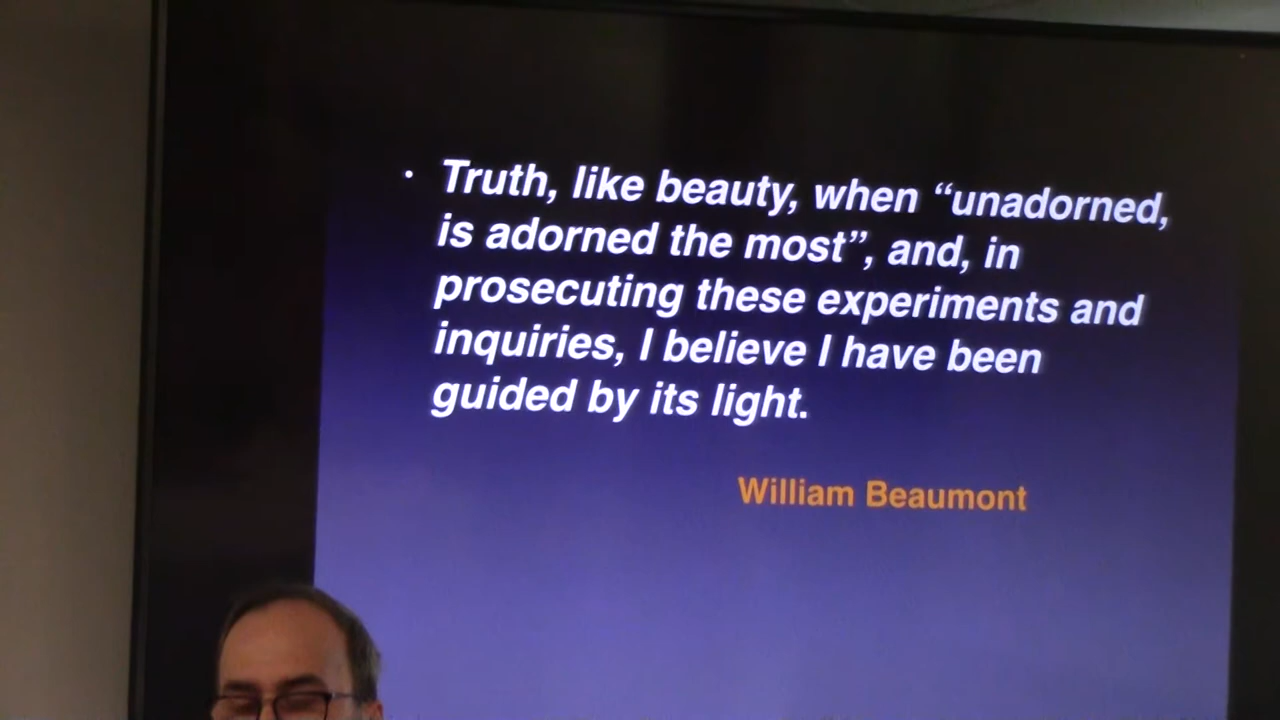 · Truth, like beauty, when “unadorned,
is adorned the most”, and, in
prosecuting these experiments and
inquiries, I believe I have been
guided by its light.
William Beaumont